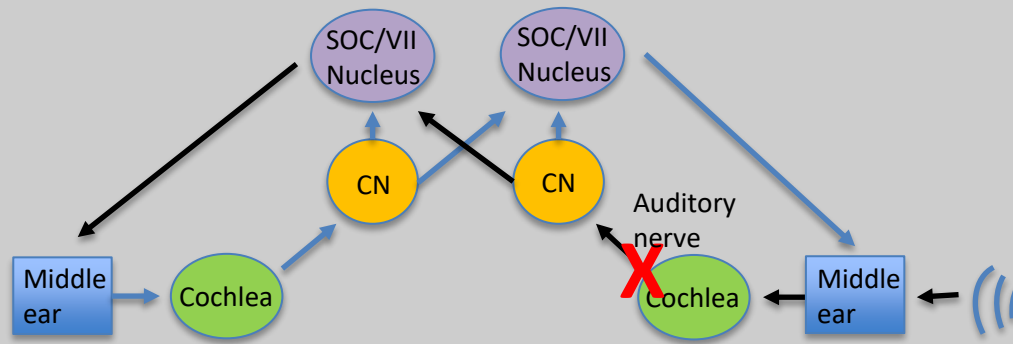 SOC/VII
Nucleus
SOC/VII
Nucleus
CN
CN
Auditory
nerve
X
Middle
ear
Cochlea
Cochlea
Middle
ear